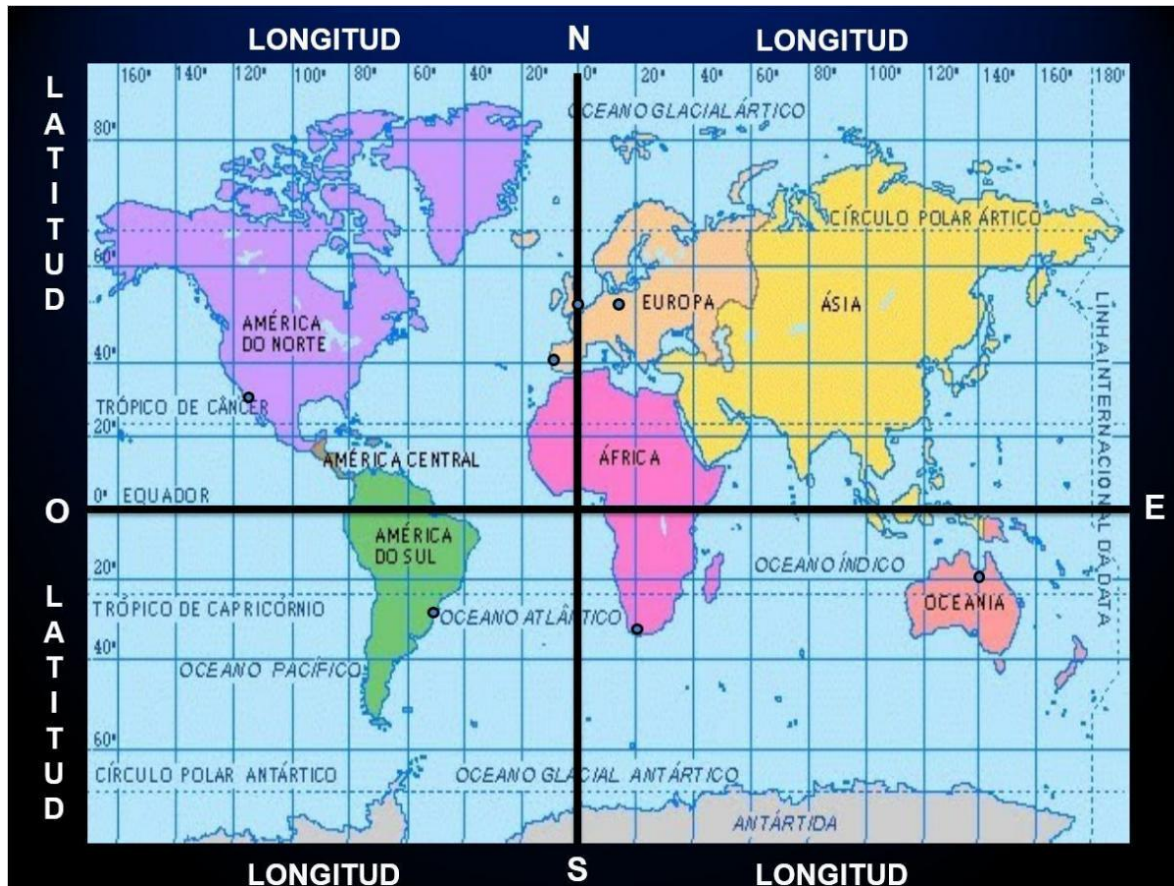 LONGITUD N LONGITUD
160° 140° 120° 100° 80° 60° 40° 20° 0° 20° 40° 60° 80° 100° 120° 140° 160° 180°
LATITUD
OCEANO GLACIAL ÁRTICO
80°
CÍRCULO POLAR ÁRTICO
60°
EUROPA
ÁSIA
AMÉRICA
DO NORTE
LINHA INTERNACIONAL DA DATA
40°
TRÓPICO DE CÂNCER
20°
AMÉRICA CENTRAL
ÁFRICA
0° EQUADOR
O E
AMÉRICA
DO SUL
OCEANO ÍNDICO
20°
LATITUD
TRÓPICO DE CAPRICÓRNIO
OCEANO ATLÂNTICO
OCEANIA
40°
OCEANO PACÍFICO
60°
CÍRCULO POLAR ANTÁRTICO
OCEANO GLACIAL ANTÁRTICO
ANTÁRTIDA
LONGITUD S LONGITUD